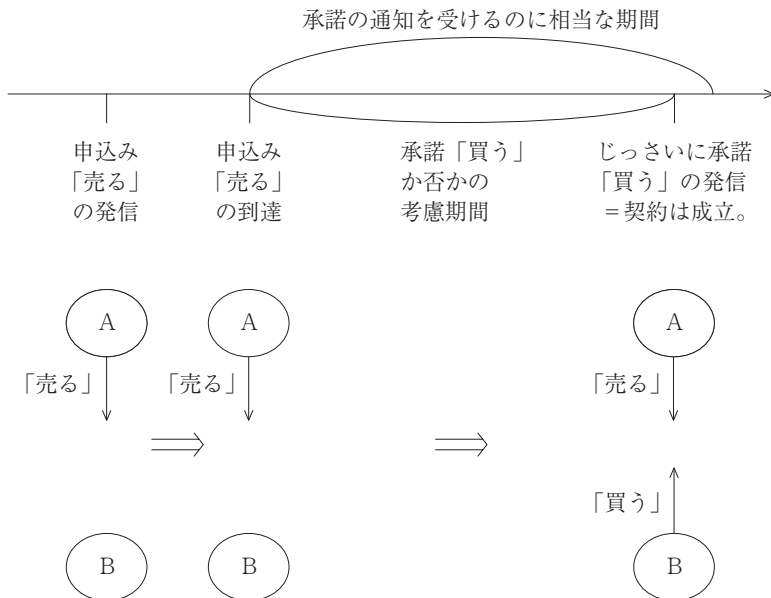 承諾の通知を受けるのに相当な期間
申込み
「売る」
の発信
申込み
「売る」
の到達
承諾「買う」
か否かの
考慮期間
じっさいに承諾
「買う」の発信
＝契約は成立。
A
A
A
「売る」
「売る」
「売る」
「買う」
B
B
B